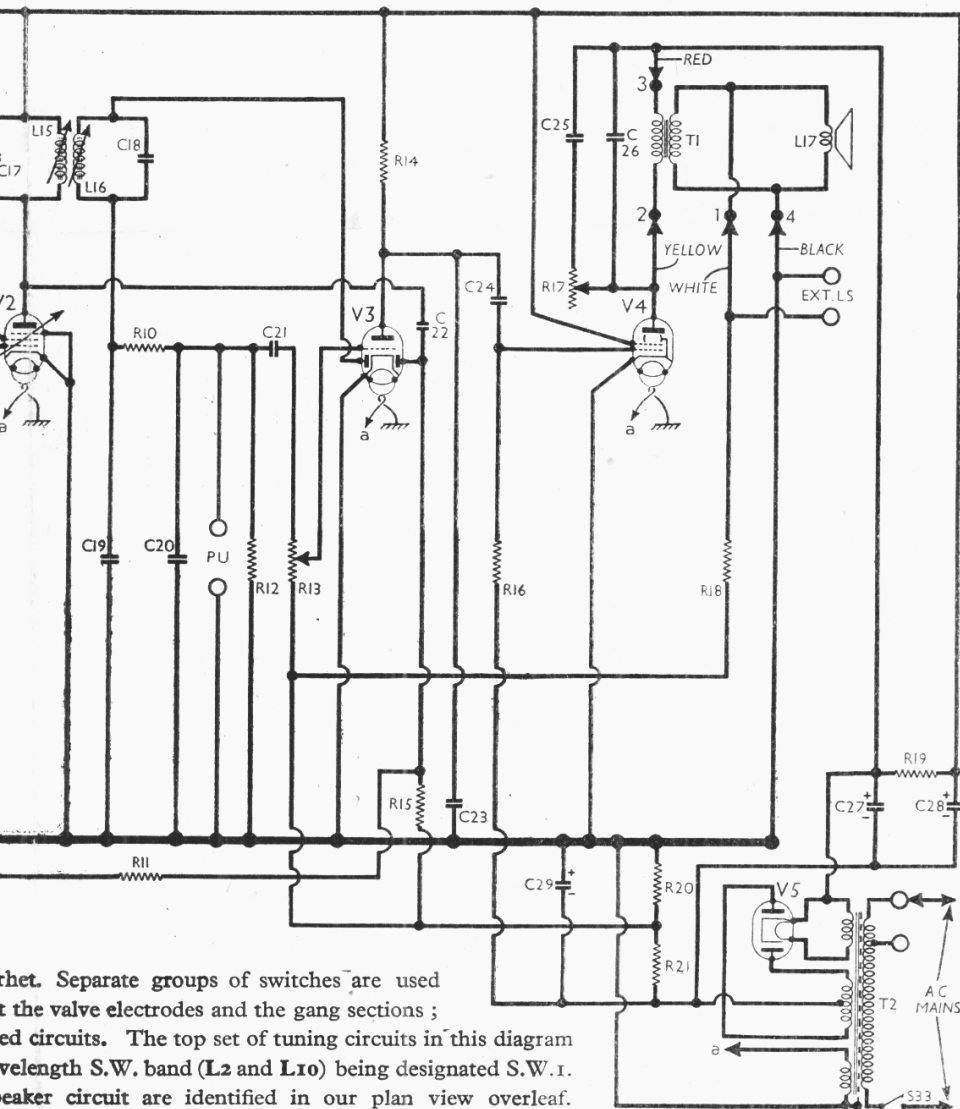 RED
3
L15
C18
C25
C
26
T1
L17
C17
R14
L16
2
1
4
YELLOW
BLACK
WHITE
EXT.LS
R17
C24
V2
V3
V4
C
22
R10
C21
a
a
a
C19
C20
PU
R12
R13
R16
R18
R19
R15
C23
C27
+
-
C28
+
-
R11
C29
+
-
R20
V5
R21
T2
AC
MAINS
a
S33
rhet. Separate groups of switches are used
t the valve electrodes and the gang sections ;
ed circuits. The top set of tuning circuits in this diagram
velength S.W. band (L2 and L10) being designated S.W.1.
peaker circuit are identified in our plan view overleaf.